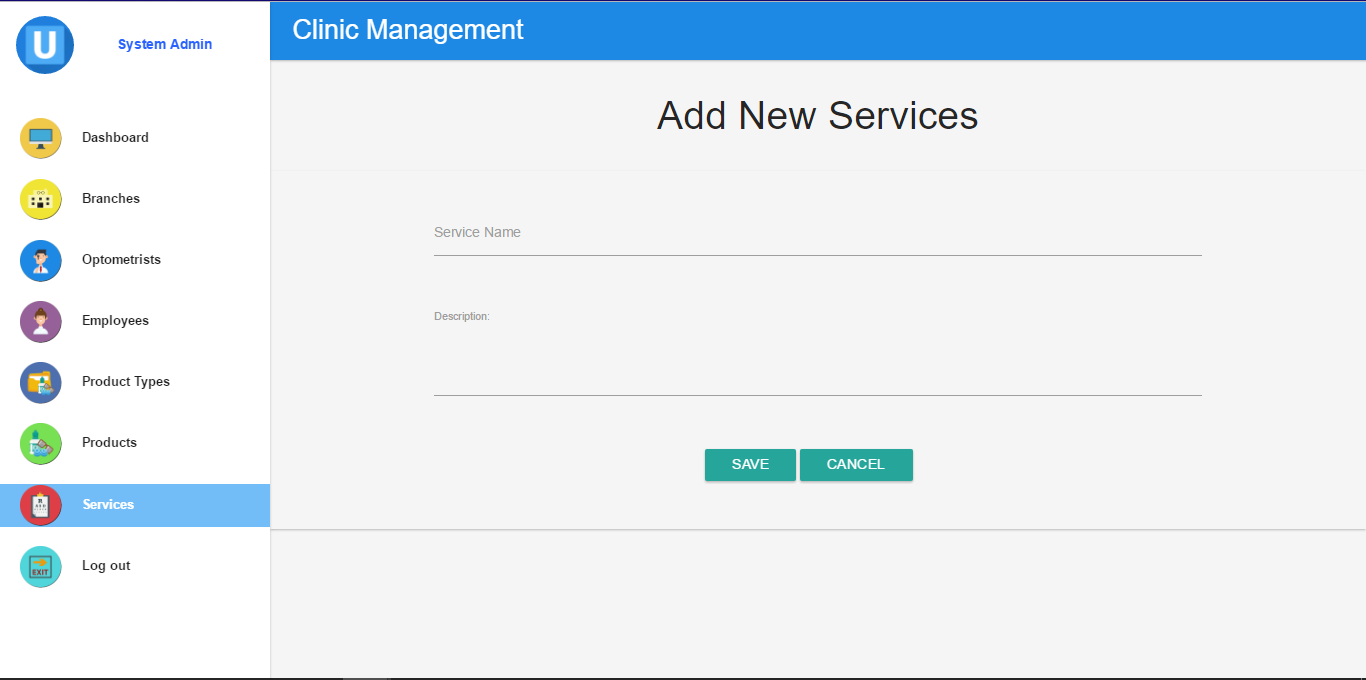 U
System Admin
Clinic Management
Dashboard
Branches
Optometrists
Employees
Product Types
Products
Services
EXIT
Log out
Add New Services
Service Name
Description:
SAVE
CANCEL